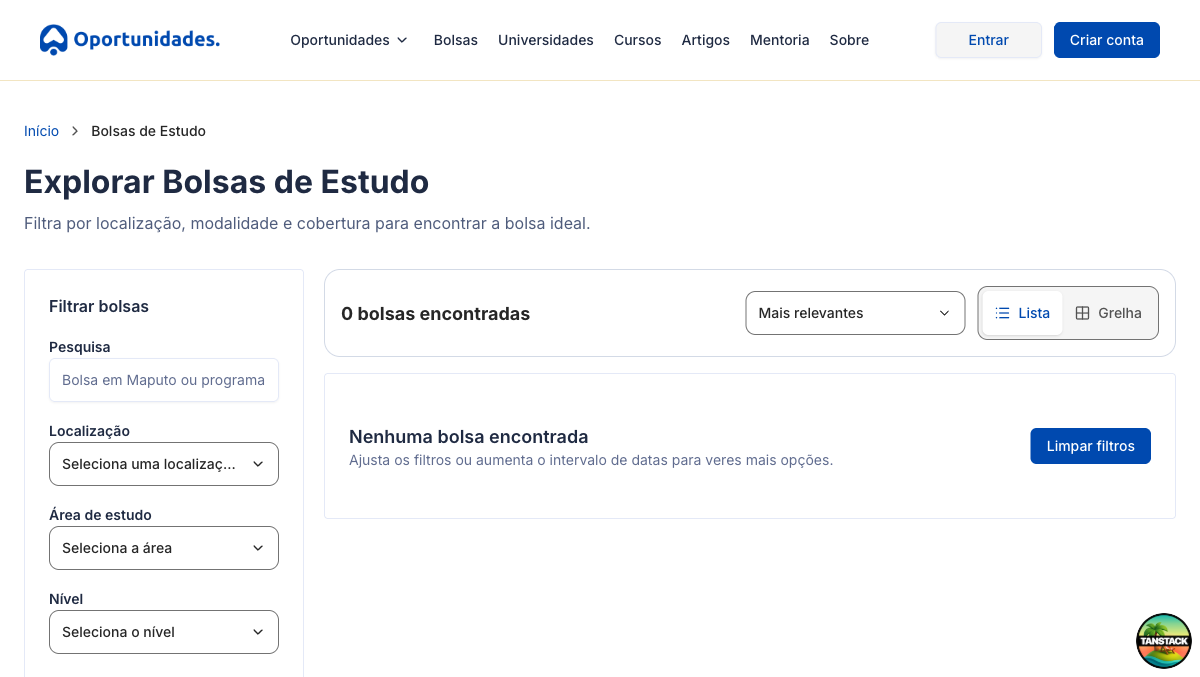 Oportunidades.
Oportunidades
Bolsas
Universidades
Cursos
Artigos
Mentoria
Sobre
Entrar
Criar conta
Início
Bolsas de Estudo
Explorar Bolsas de Estudo
Filtra por localização, modalidade e cobertura para encontrar a bolsa ideal.
Filtrar bolsas
Pesquisa
Bolsa em Maputo ou programa
Localização
Seleciona uma localizaç...
Área de estudo
Seleciona a área
Nível
Seleciona o nível
0 bolsas encontradas
Mais relevantes
Lista
Grelha
Nenhuma bolsa encontrada
Ajusta os filtros ou aumenta o intervalo de datas para veres mais opções.
Limpar filtros
TANSTACK